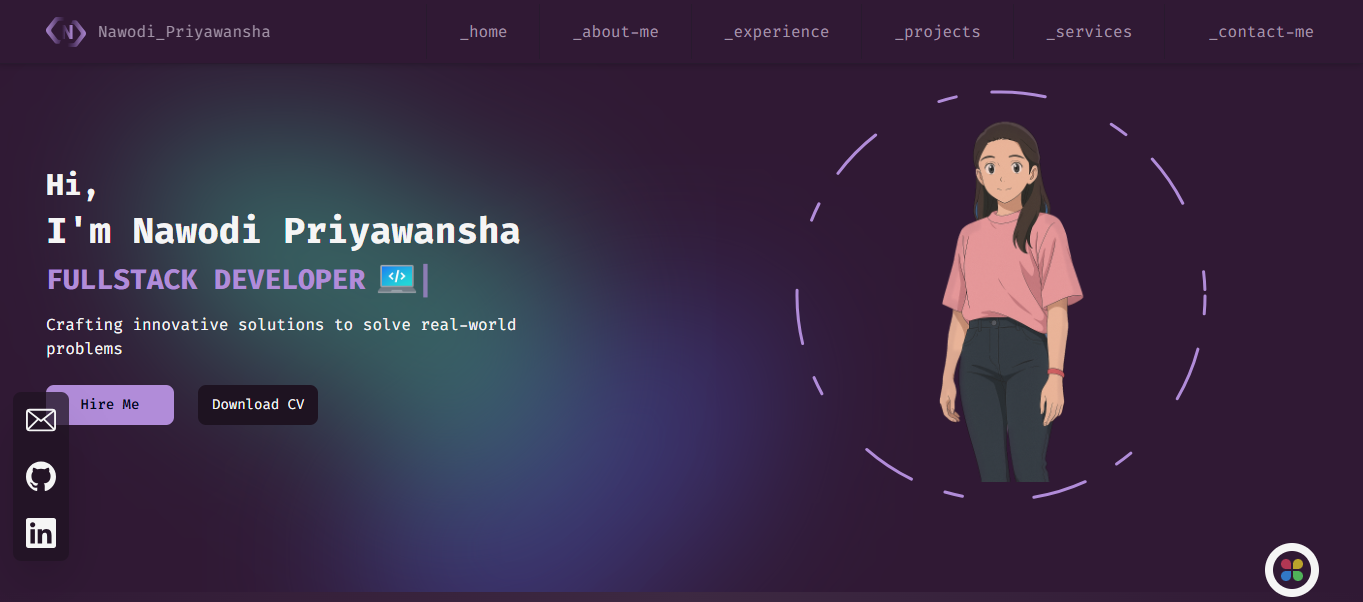 N Nawodi_Priyawansha _home _about-me _experience _projects _services _contact-me
Hi,
I'm Nawodi Priyawansha
FULLSTACK DEVELOPER 💻|
Crafting innovative solutions to solve real-world
problems
Hire Me Download CV
in